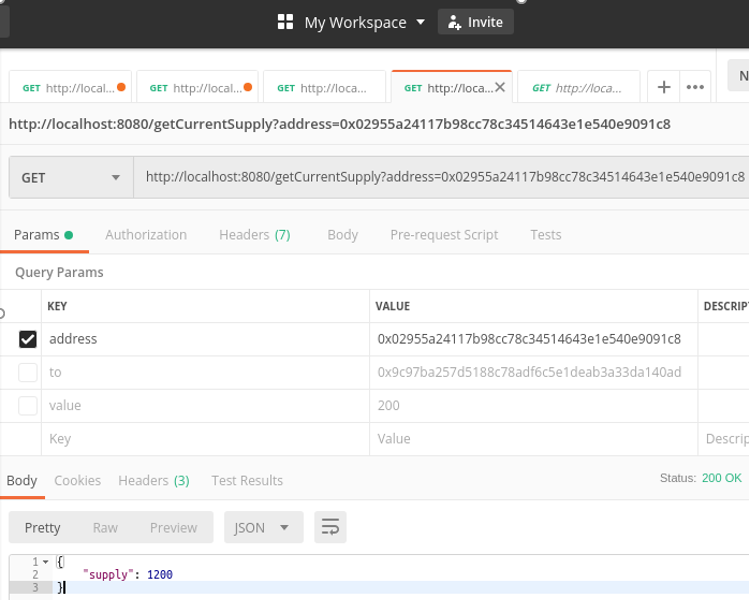 My Workspace Invite
GET http://local... GET http://local... GET http://loca... GET http://loca... GET http://loca... + ••• N
http://localhost:8080/getCurrentSupply?address=0x02955a24117b98cc78c34514643e1e540e9091c8
GET http://localhost:8080/getCurrentSupply?address=0x02955a24117b98cc78c34514643e1e540e9091c8
Params Authorization Headers (7) Body Pre-request Script Tests
Query Params
KEY VALUE DESCRIPT
address 0x02955a24117b98cc78c34514643e1e540e9091c8
to 0x9c97ba257d5188c78adf6c5e1deab3a33da140ad
value 200
Key Value Descrip
Body Cookies Headers (3) Test Results Status: 200 OK
Pretty Raw Preview JSON
1 {
2 "supply": 1200
3 }